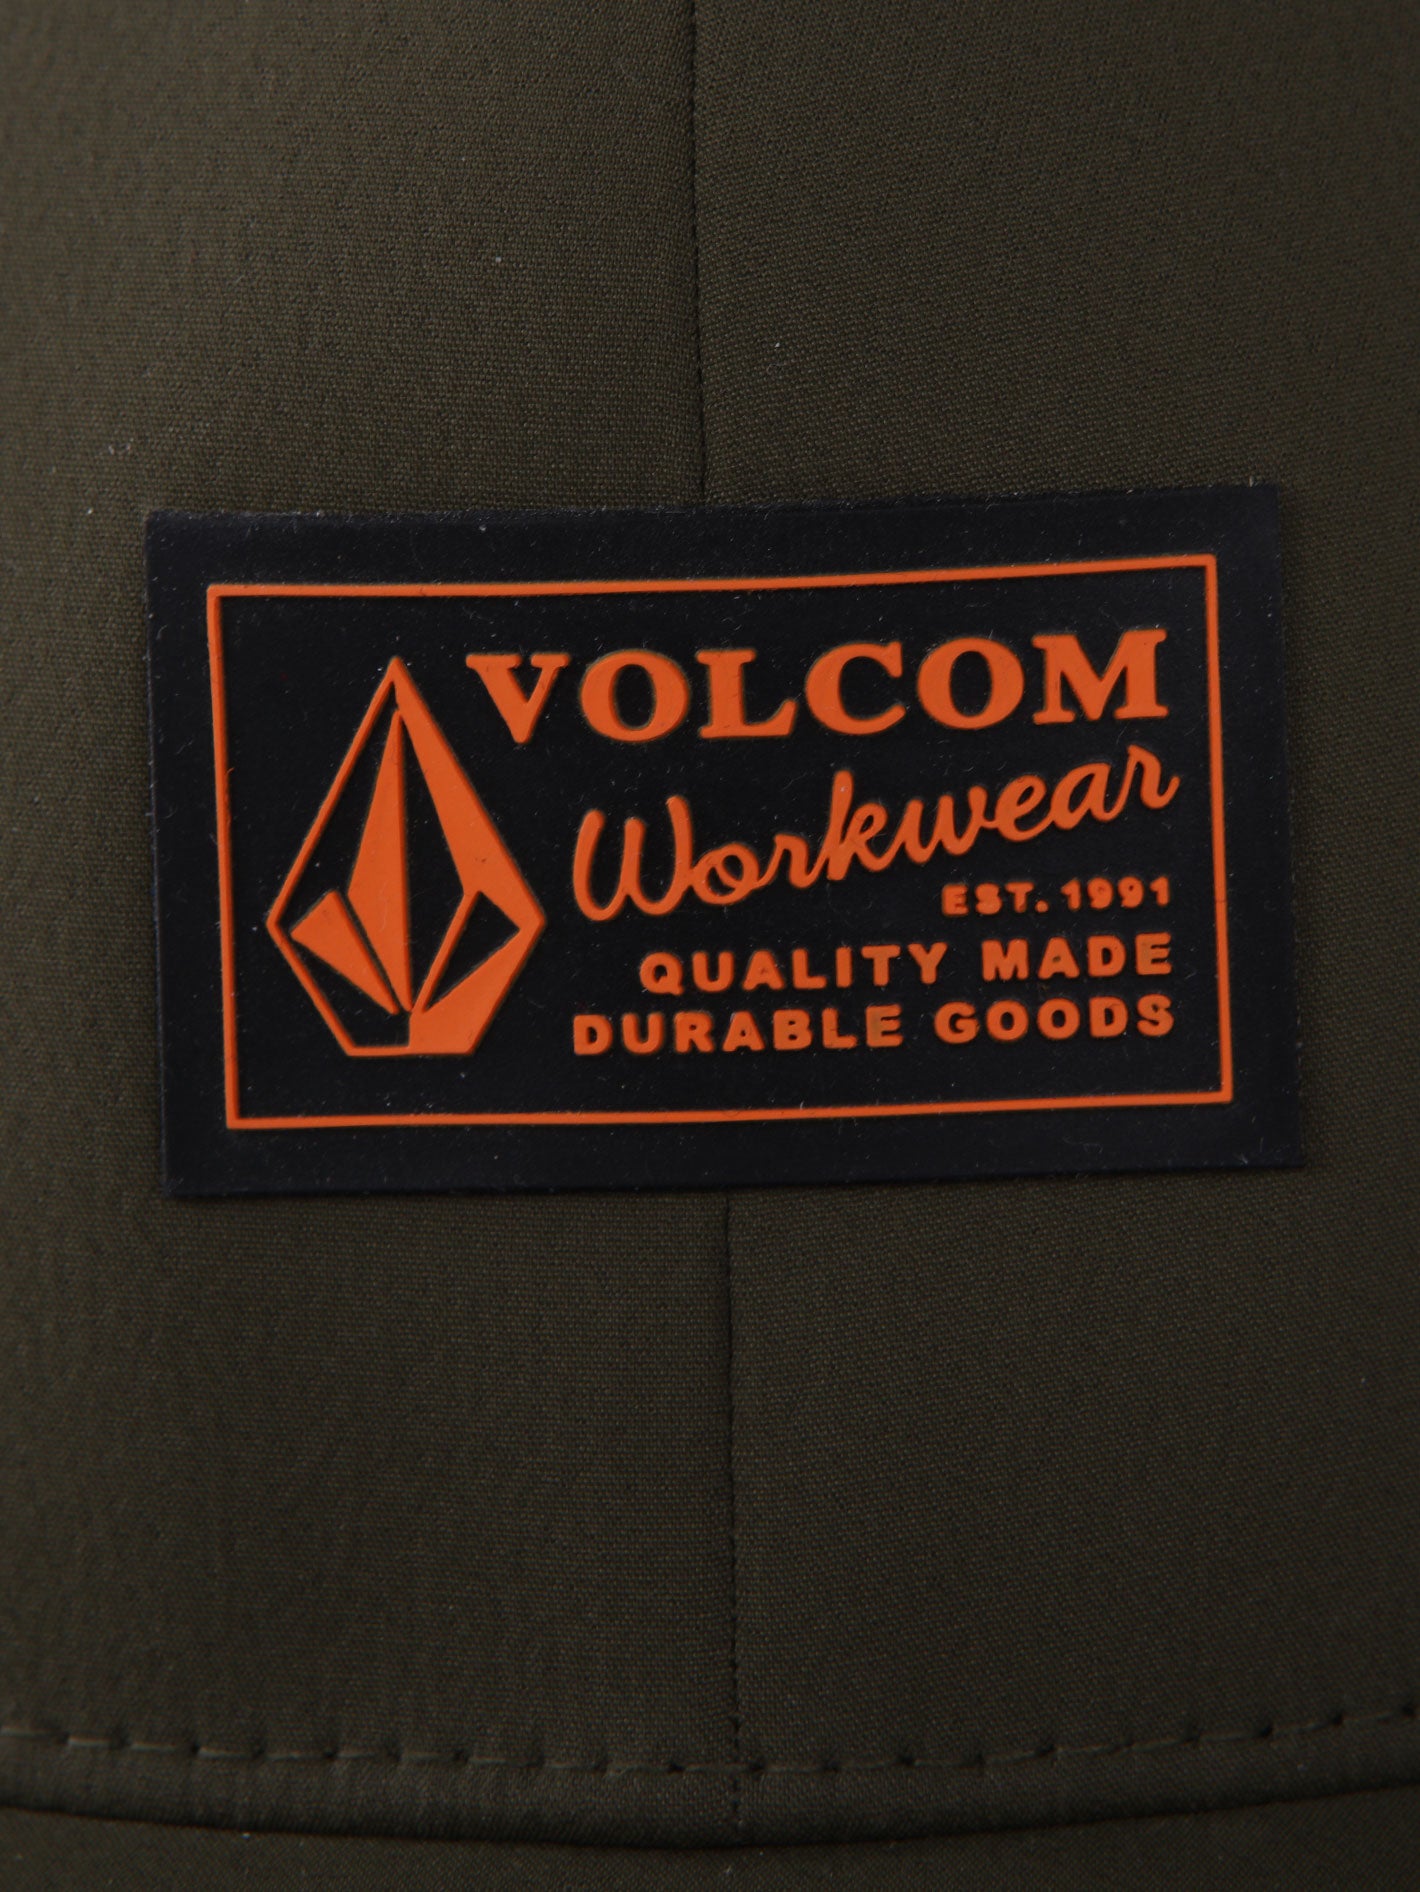 VOLCOM
Workwear
EST. 1991
QUALITY MADE
DURABLE GOODS